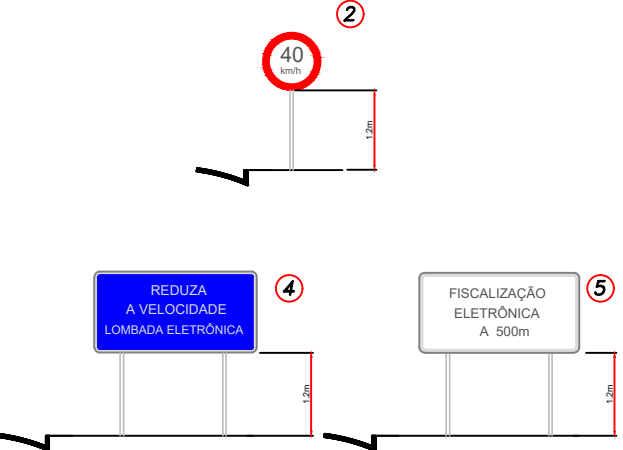 2
40
km/h
1.2m
REDUZA
A VELOCIDADE
LOMBADA ELETRÔNICA
4
1.2m
FISCALIZAÇÃO
ELETRÔNICA
A 500m
5
1.2m